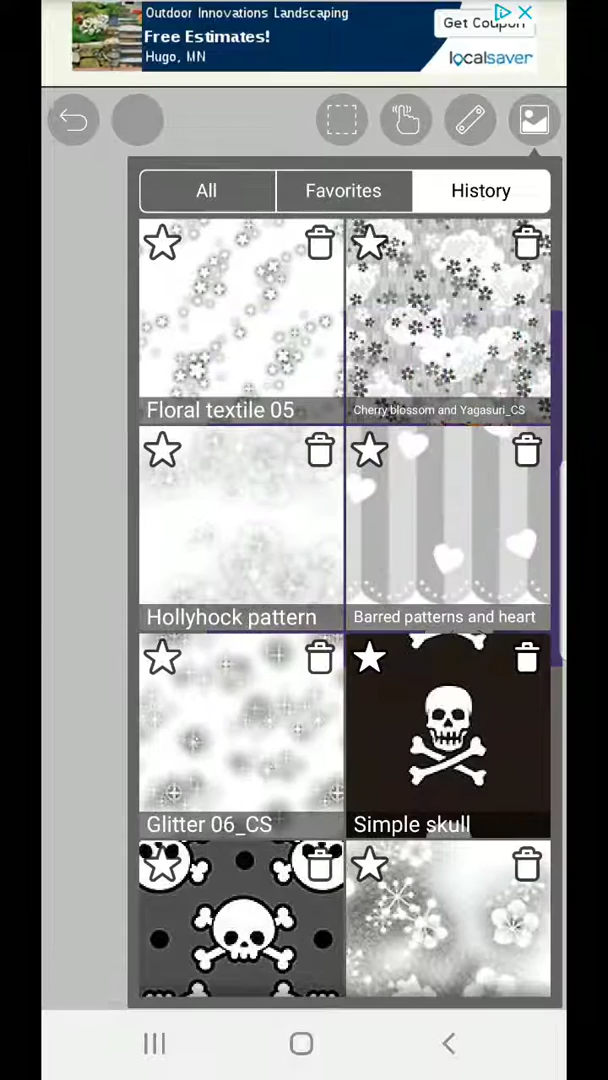 Outdoor Innovations Landscaping
Free Estimates!
Hugo, MN
Get Coupon
localsaver
All
Favorites
History
Floral textile 05
Cherry blossom and Yagasuri_CS
Hollyhock pattern
Barred patterns and heart
Glitter 06_CS
Simple skull